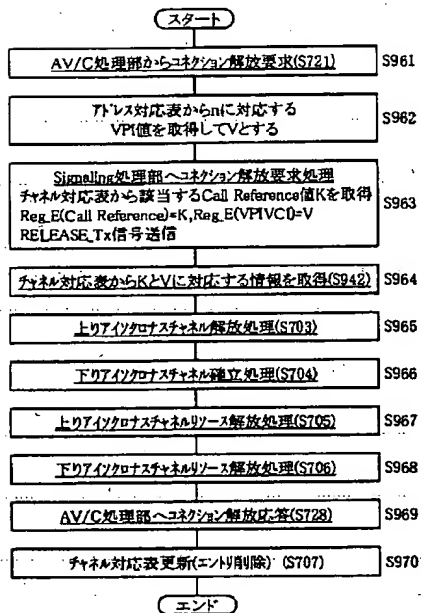 スタート
AV/C処理部からコネクション解放要求(S721)
S961
アドレス対応表からnに対応する
VPI値を取得してVとする
S962
Signaling処理部へコネクション解放要求処理
チャネル対応表から該当するCall Reference値Kを取得
Reg_E(Call Reference)=K,Reg_E(VPIVCI)=V
RELEASE_Tx信号送信
S963
チャネル対応表からKとVに対応する情報を取得(S942)
S964
上りアイソクロナスチャネル解放処理(S703)
S965
下りアイソクロナスチャネル確立処理(S704)
S966
上りアイソクロナスチャネルリソース解放処理(S705)
S967
下りアイソクロナスチャネルリソース解放処理(S706)
S968
AV/C処理部へコネクション解放応答(S728)
S969
チャネル対応表更新(エントリ削除) (S707)
S970
エンド